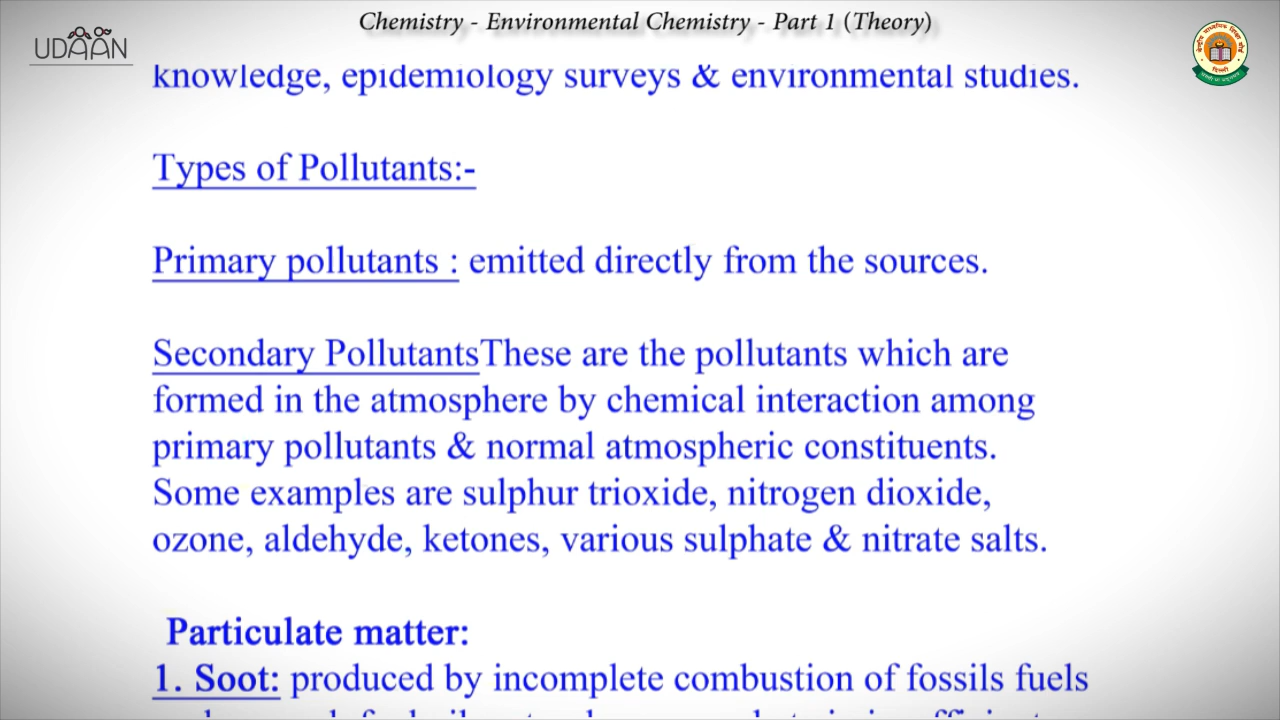 Chemistry - Environmental Chemistry - Part 1 (Theory)
UDAAN
knowledge, epidemiology surveys & environmental studies.
Types of Pollutants:-
Primary pollutants : emitted directly from the sources.
Secondary PollutantsThese are the pollutants which are
formed in the atmosphere by chemical interaction among
primary pollutants & normal atmospheric constituents.
Some examples are sulphur trioxide, nitrogen dioxide,
ozone, aldehyde, ketones, various sulphate & nitrate salts.
Particulate matter:
1. Soot: produced by incomplete combustion of fossils fuels